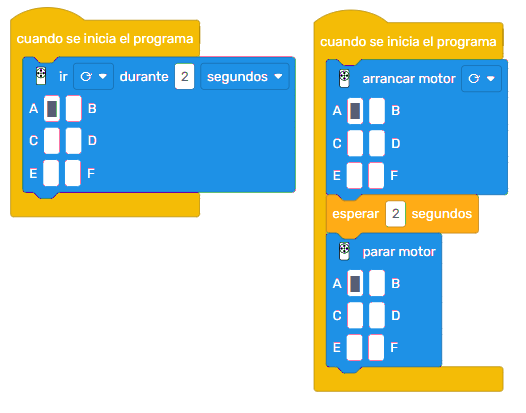 cuando se inicia el programa
ir durante 2 segundos
A B
C D
E F
cuando se inicia el programa
arrancar motor
A B
C D
E F
esperar 2 segundos
parar motor
A B
C D
E F